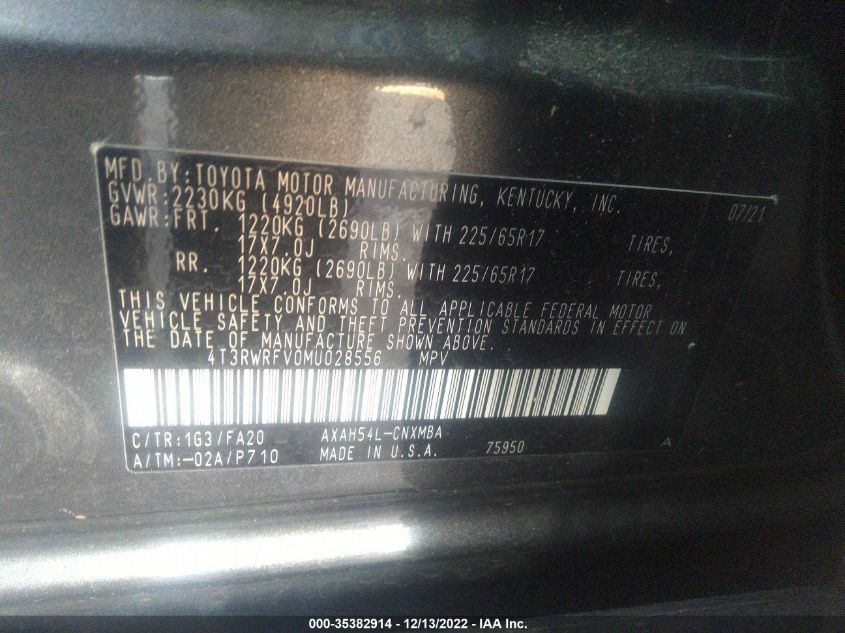 MFD.BY:TOYOTA MOTOR MANUFACTURING, KENTUCKY, INC. 07/21
GVWR:2230KG (4920LB)
GAWR:FRT. 1220KG (2690LB) WITH 225/65R17 TIRES,
17X7.0J RIMS.
RR. 1220KG (2690LB) WITH 225/65R17 TIRES,
17X7.0J RIMS.
THIS VEHICLE CONFORMS TO ALL APPLICABLE FEDERAL MOTOR
VEHICLE SAFETY AND THEFT PREVENTION STANDARDS IN EFFECT ON
THE DATE OF MANUFACTURE SHOWN ABOVE.
4T3RWRFV0MU028556 MPV
C/TR:1G3/FA20 AXAH54L-CNXMBA
A/TM:-02A/P710 MADE IN U.S.A. 75950 A
000-35382914 - 12/13/2022 - IAA Inc.